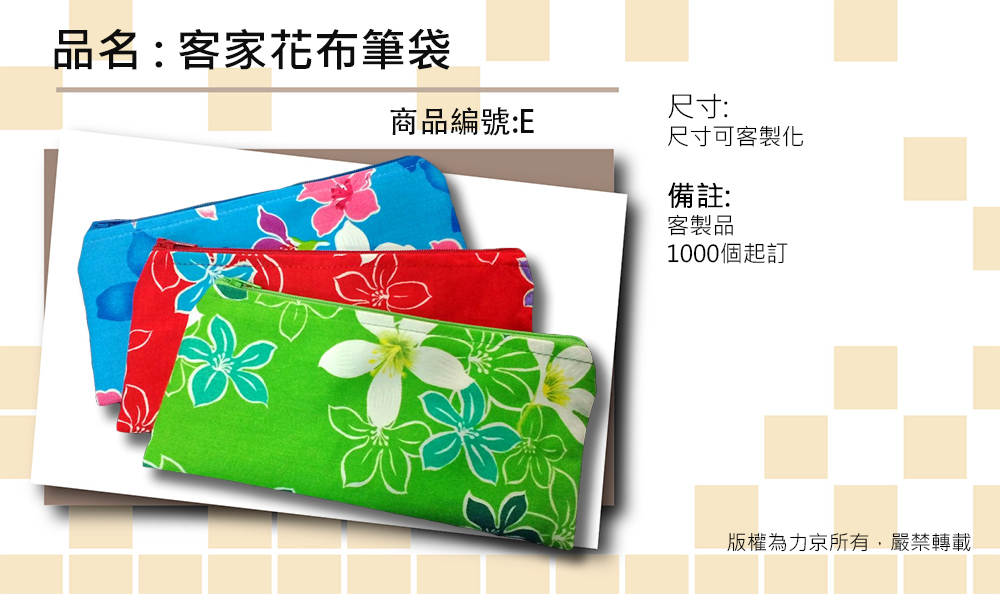 品名 : 客家花布筆袋
商品編號:E
尺寸:
尺寸可客製化
備註:
客製品
1000個起訂
版權為力京所有，嚴禁轉載